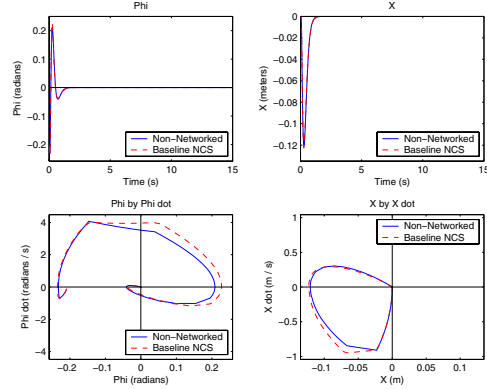 Phi
0.2
0.1
0
-0.1
-0.2
Phi (radians)
0
5
10
15
Time (s)
Non-Networked
Baseline NCS
X
0
-0.02
-0.04
-0.06
-0.08
-0.1
-0.12
X (meters)
0
5
10
15
Time (s)
Non-Networked
Baseline NCS
Phi by Phi dot
4
2
0
-2
-4
Phi dot (radians / s)
-0.2
-0.1
0
0.1
0.2
Phi (radians)
Non-Networked
Baseline NCS
X by X dot
1
0.5
0
0.5
-1
X dot (m / s)
-0.1
-0.05
0
0.05
0.1
X (m)
Non-Networked
Baseline NCS